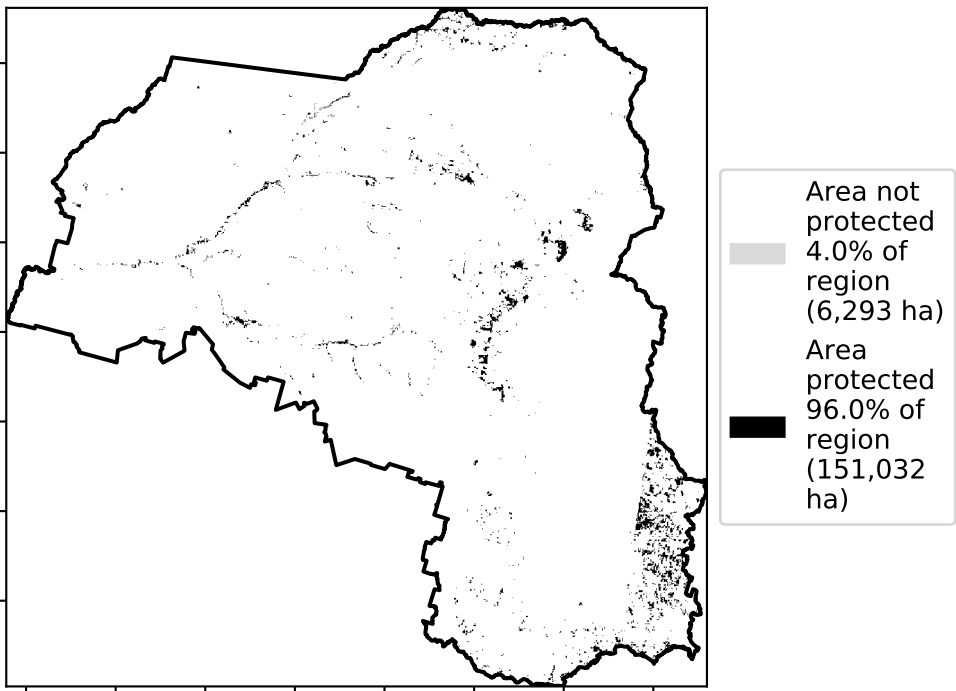 Area not
protected
4.0% of
region
(6,293 ha)
Area
protected
96.0% of
region
(151,032
ha)